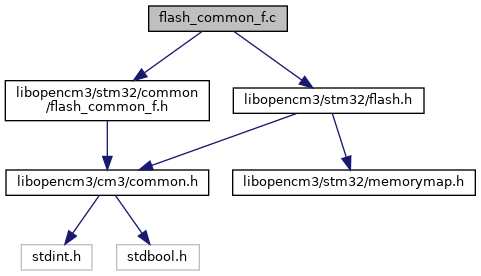 flash_common_f.c
libopencm3/stm32/common
/flash_common_f.h
libopencm3/stm32/flash.h
libopencm3/cm3/common.h
libopencm3/stm32/memorymap.h
stdint.h
stdbool.h